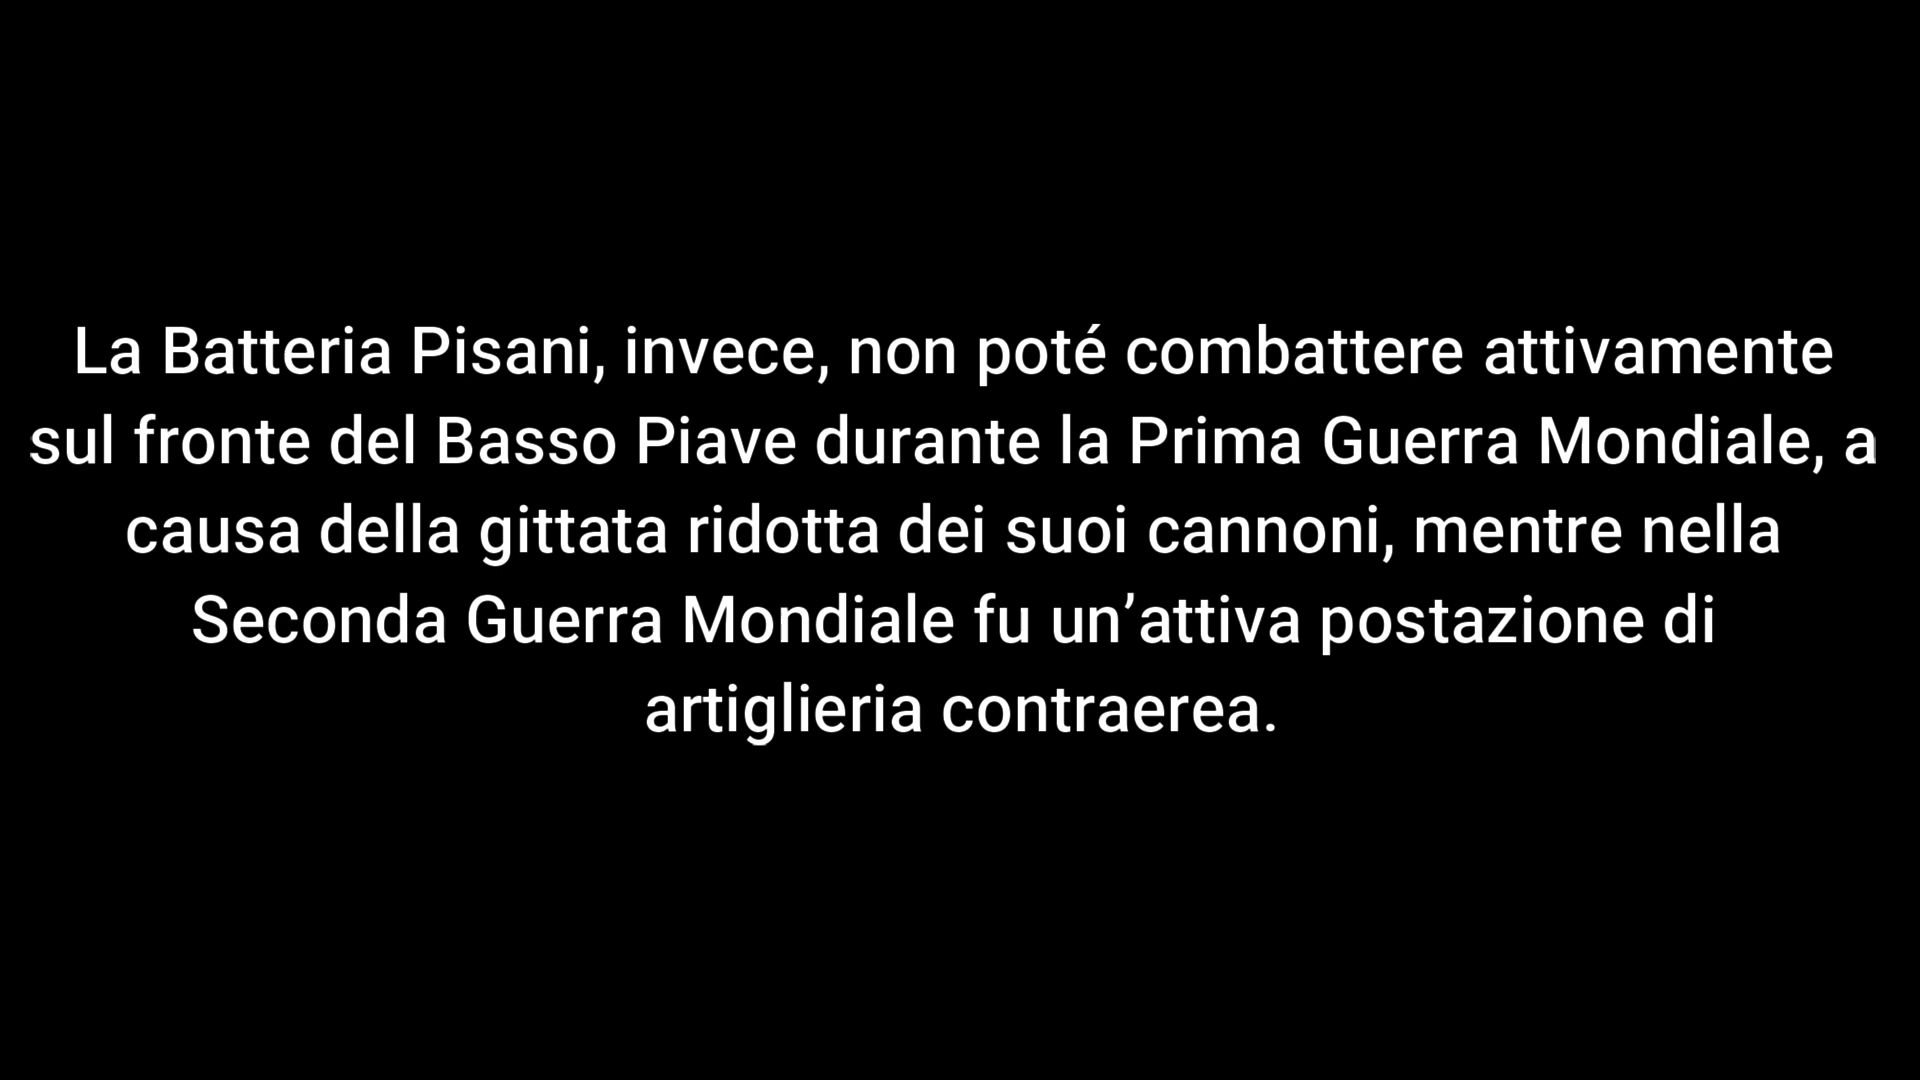 La Batteria Pisani, invece, non poté combattere attivamente
sul fronte del Basso Piave durante la Prima Guerra Mondiale, a
causa della gittata ridotta dei suoi cannoni, mentre nella
Seconda Guerra Mondiale fu un’attiva postazione di
artiglieria contraerea.